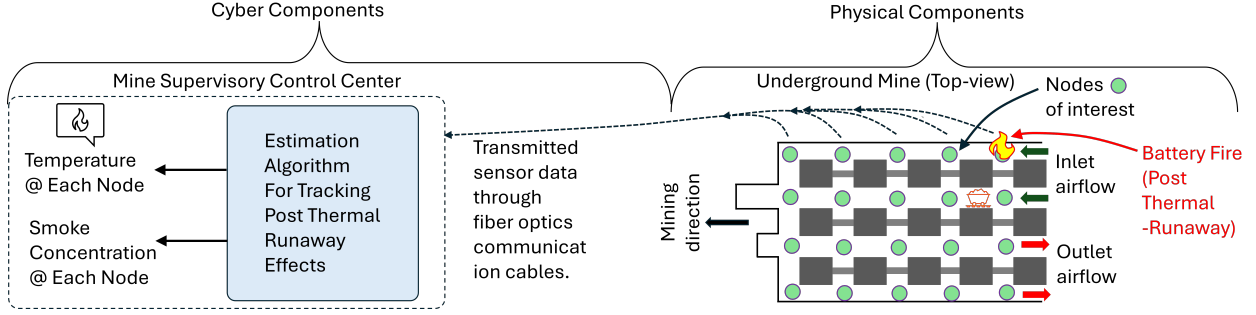 Cyber Components
Physical Components
Mine Supervisory Control Center
Temperature
@ Each Node
Smoke
Concentration
@ Each Node
Estimation
Algorithm
For Tracking
Post Thermal
Runaway
Effects
Transmitted
sensor data
through
fiber optics
communicat
ion cables.
Underground Mine (Top-view)
Nodes
of interest
Mining
direction
Inlet
airflow
Outlet
airflow
Battery Fire
(Post
Thermal
-Runaway)